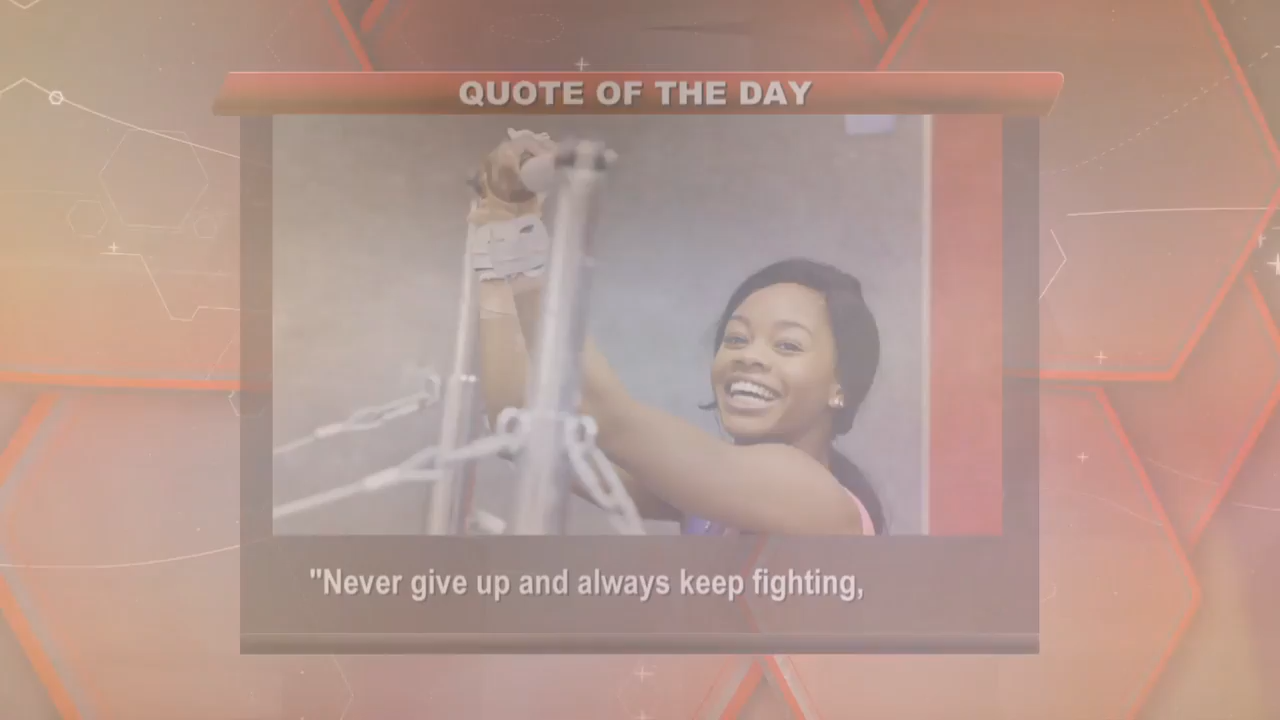 QUOTE OF THE DAY
"Never give up and always keep fighting,